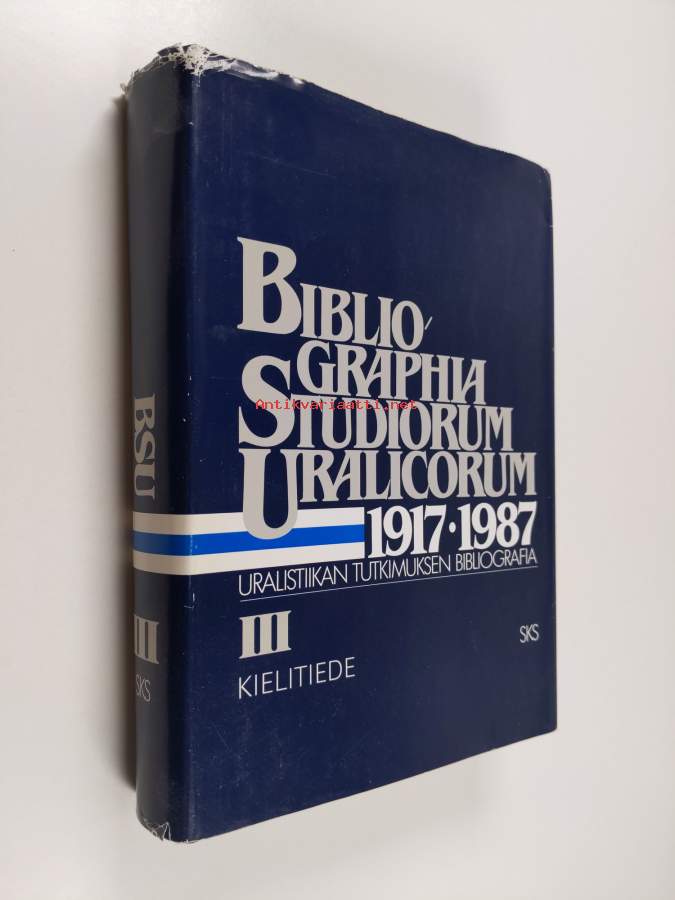 BIBLIO-
GRAPHIA
STUDIORUM
URALICORUM
1917·1987
URALISTIIKAN TUTKIMUKSEN BIBLIOGRAFIA
III
SKS
KIELITIEDE
BSU
III
SKS
Antikvariaatti.net